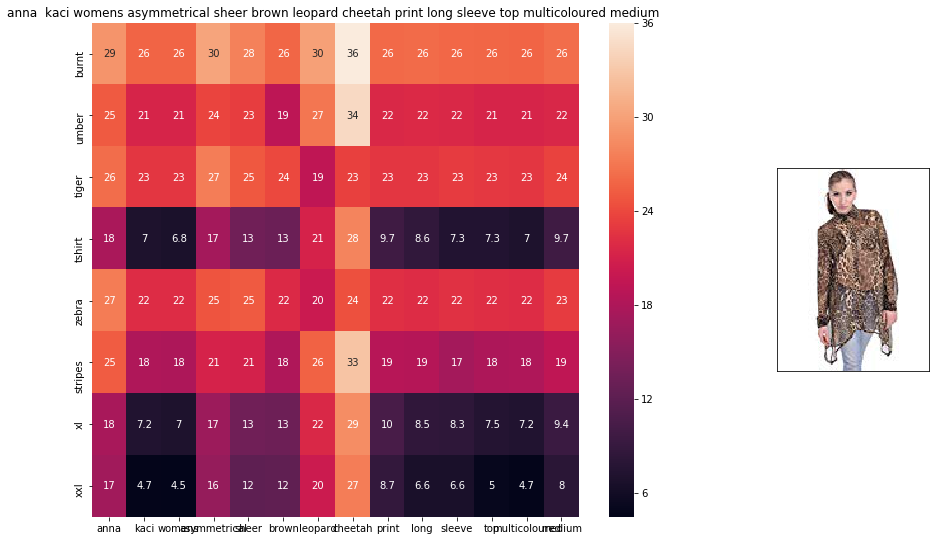 anna kaci womens asymmetrical sheer brown leopard cheetah print long sleeve top multicoloured medium
burnt 29 26 26 30 28 26 30 36 26 26 26 26 26 26
umber 25 21 21 24 23 19 27 34 22 22 22 21 21 22
tiger 26 23 23 27 25 24 19 23 23 23 23 23 23 24
tshirt 18 7 6.8 17 13 13 21 28 9.7 8.6 7.3 7.3 7 9.7
zebra 27 22 22 25 25 22 20 24 22 22 22 22 22 23
stripes 25 18 18 21 21 18 26 33 19 19 17 18 18 19
xl 18 7.2 7 17 13 13 22 29 10 8.5 8.3 7.5 7.2 9.4
xxl 17 4.7 4.5 16 12 12 20 27 8.7 6.6 6.6 5 4.7 8
anna kaci womens asymmetrical sheer brown leopard cheetah print long sleeve top multicoloured medium
36
30
24
18
12
6